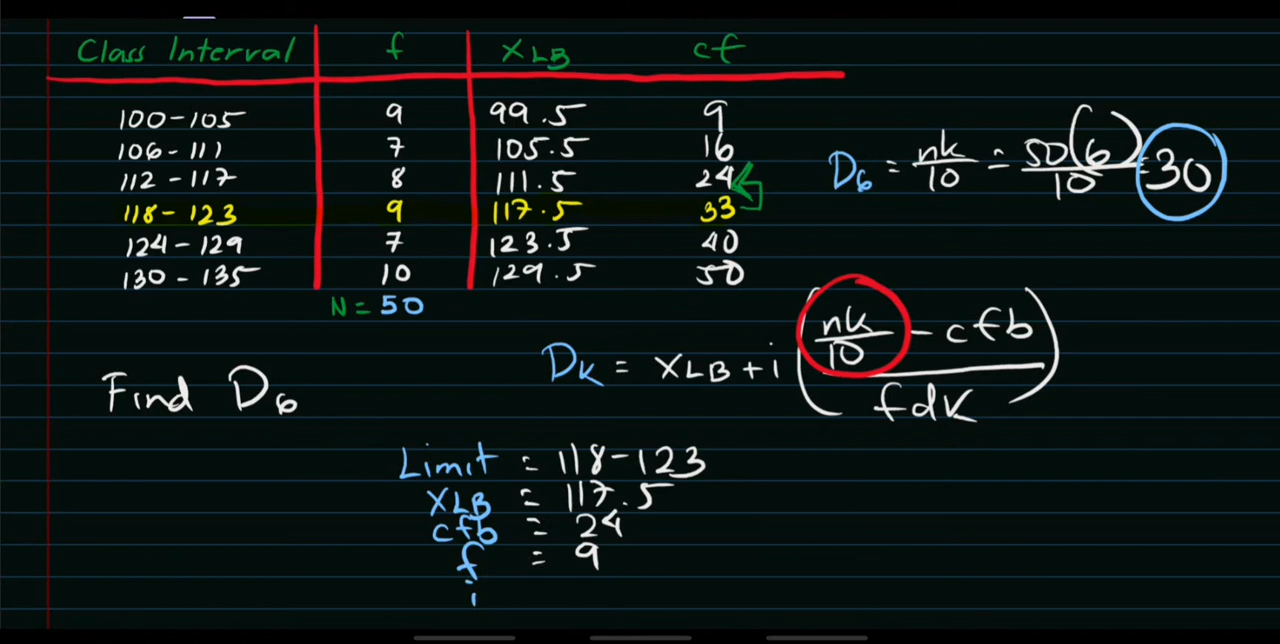 Class Interval f XLB cf
100-105 9 99.5 9
106-111 7 105.5 16
112-117 8 111.5 24
118-123 9 117.5 33
124-129 7 123.5 40
130-135 10 129.5 50
N = 50
D6 = nk/10 = 50(6)/10 = 30
Find D6
DK = XLB + i (nk/10 - cfb / fdk)
Limit = 118-123
XLB = 117.5
cfb = 24
f = 9
i